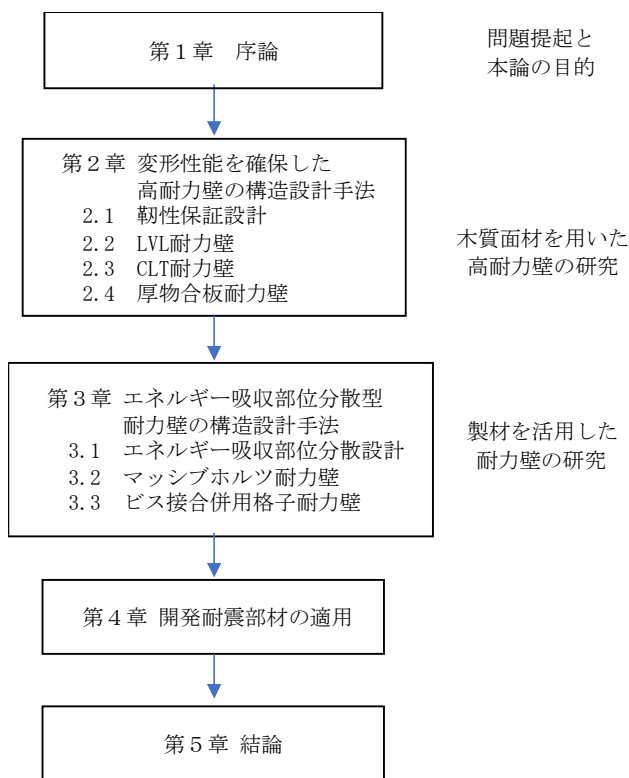 第１章　序論
問題提起と
本論の目的
第２章 変形性能を確保した
高耐力壁の構造設計手法
2.1　靭性保証設計
2.2　LVL耐力壁
2.3　CLT耐力壁
2.4　厚物合板耐力壁
木質面材を用いた
高耐力壁の研究
第３章 エネルギー吸収部位分散型
耐力壁の構造設計手法
3.1　エネルギー吸収部位分散設計
3.2　マッシブホルツ耐力壁
3.3　ビス接合併用格子耐力壁
製材を活用した
耐力壁の研究
第４章 開発耐震部材の適用
第５章 結論